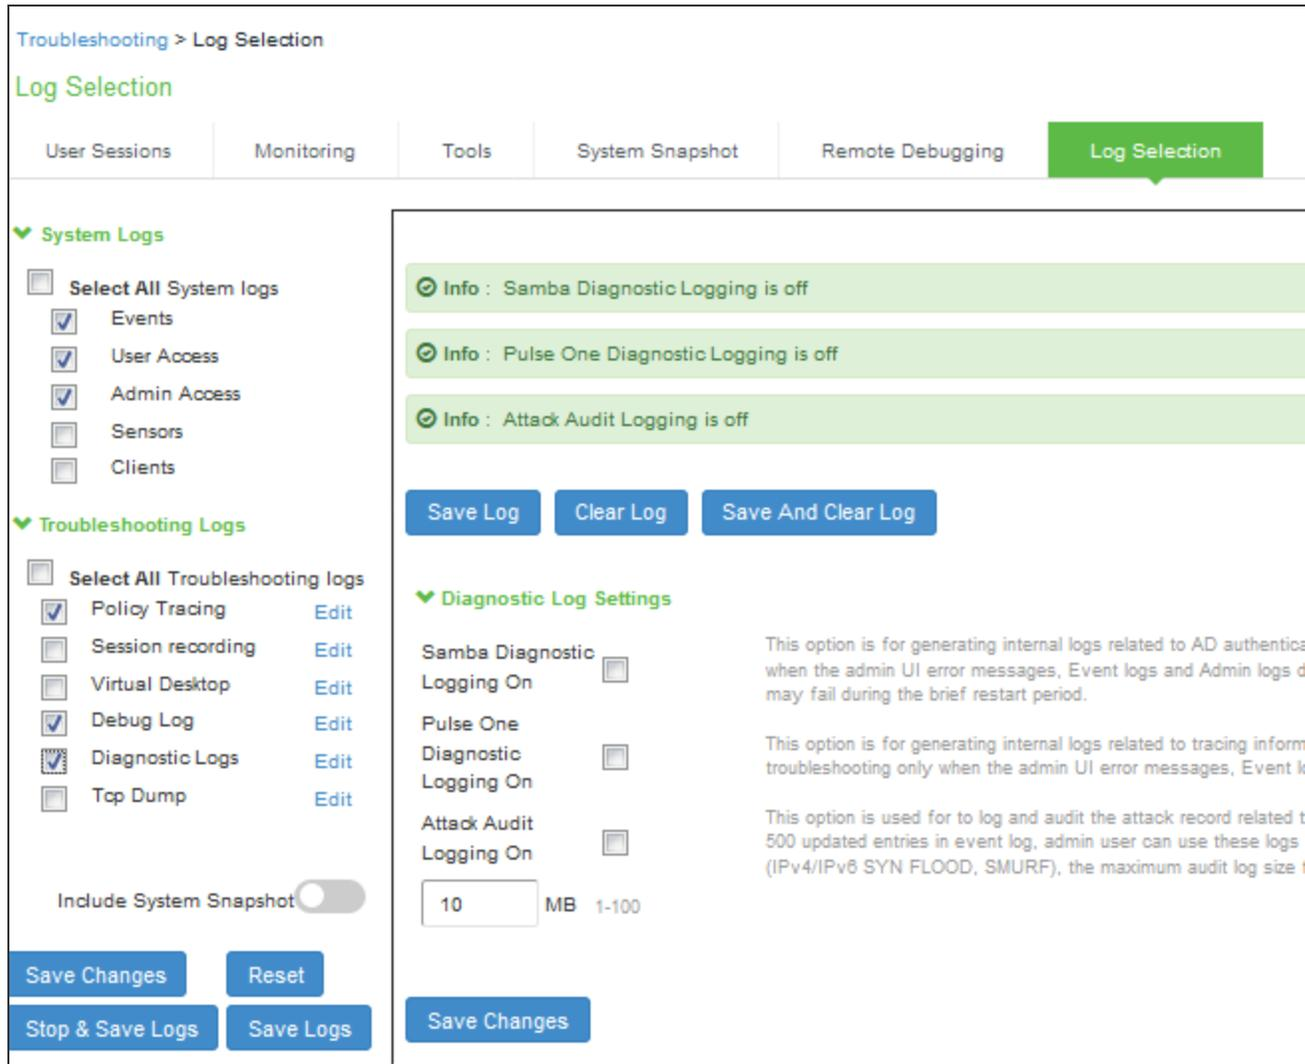 Troubleshooting > Log Selection
Log Selection
User Sessions Monitoring Tools System Snapshot Remote Debugging Log Selection
System Logs
Select All System logs
Events
User Access
Admin Access
Sensors
Clients
Troubleshooting Logs
Select All Troubleshooting logs
Policy Tracing Edit
Session recording Edit
Virtual Desktop Edit
Debug Log Edit
Diagnostic Logs Edit
Tcp Dump Edit
Include System Snapshot
Save Changes Reset
Stop & Save Logs Save Logs
Info : Samba Diagnostic Logging is off
Info : Pulse One Diagnostic Logging is off
Info : Attack Audit Logging is off
Save Log Clear Log Save And Clear Log
Diagnostic Log Settings
Samba Diagnostic
Logging On
This option is for generating internal logs related to AD
when the admin UI error messages, Event logs and Admin logs
may fail during the brief restart period.
Pulse One
Diagnostic
Logging On
This option is for generating internal logs related to tracing
troubleshooting only when the admin UI error messages, Event
Attack Audit
Logging On
This option is used for to log and audit the attack record related
500 updated entries in event log, admin user can use these logs
(IPv4/IPv6 SYN FLOOD, SMURF), the maximum audit log size
10 MB 1-100
Save Changes